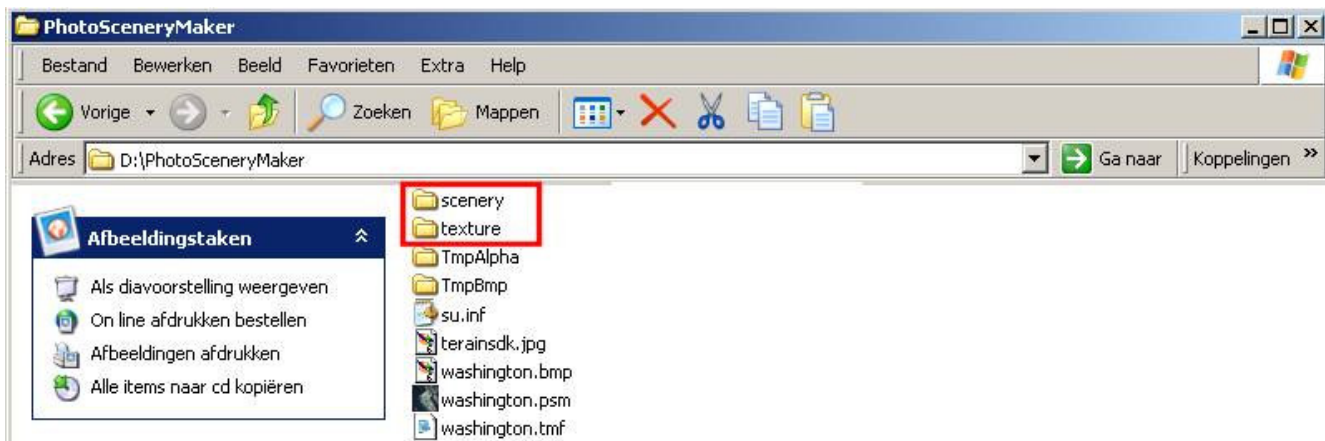 PhotoSceneryMaker
Bestand Bewerken Beeld Favorieten Extra Help
Vorige Zoeken Mappen
Adres D:\PhotoSceneryMaker Ga naar Koppelingen »
Afbeeldingstaken
Als diavoorstelling weergeven
On line afdrukken bestellen
Afbeeldingen afdrukken
Alle items naar cd kopiëren
scenery
texture
TmpAlpha
TmpBmp
su.inf
terainsdk.jpg
washington.bmp
washington.psm
washington.tmf